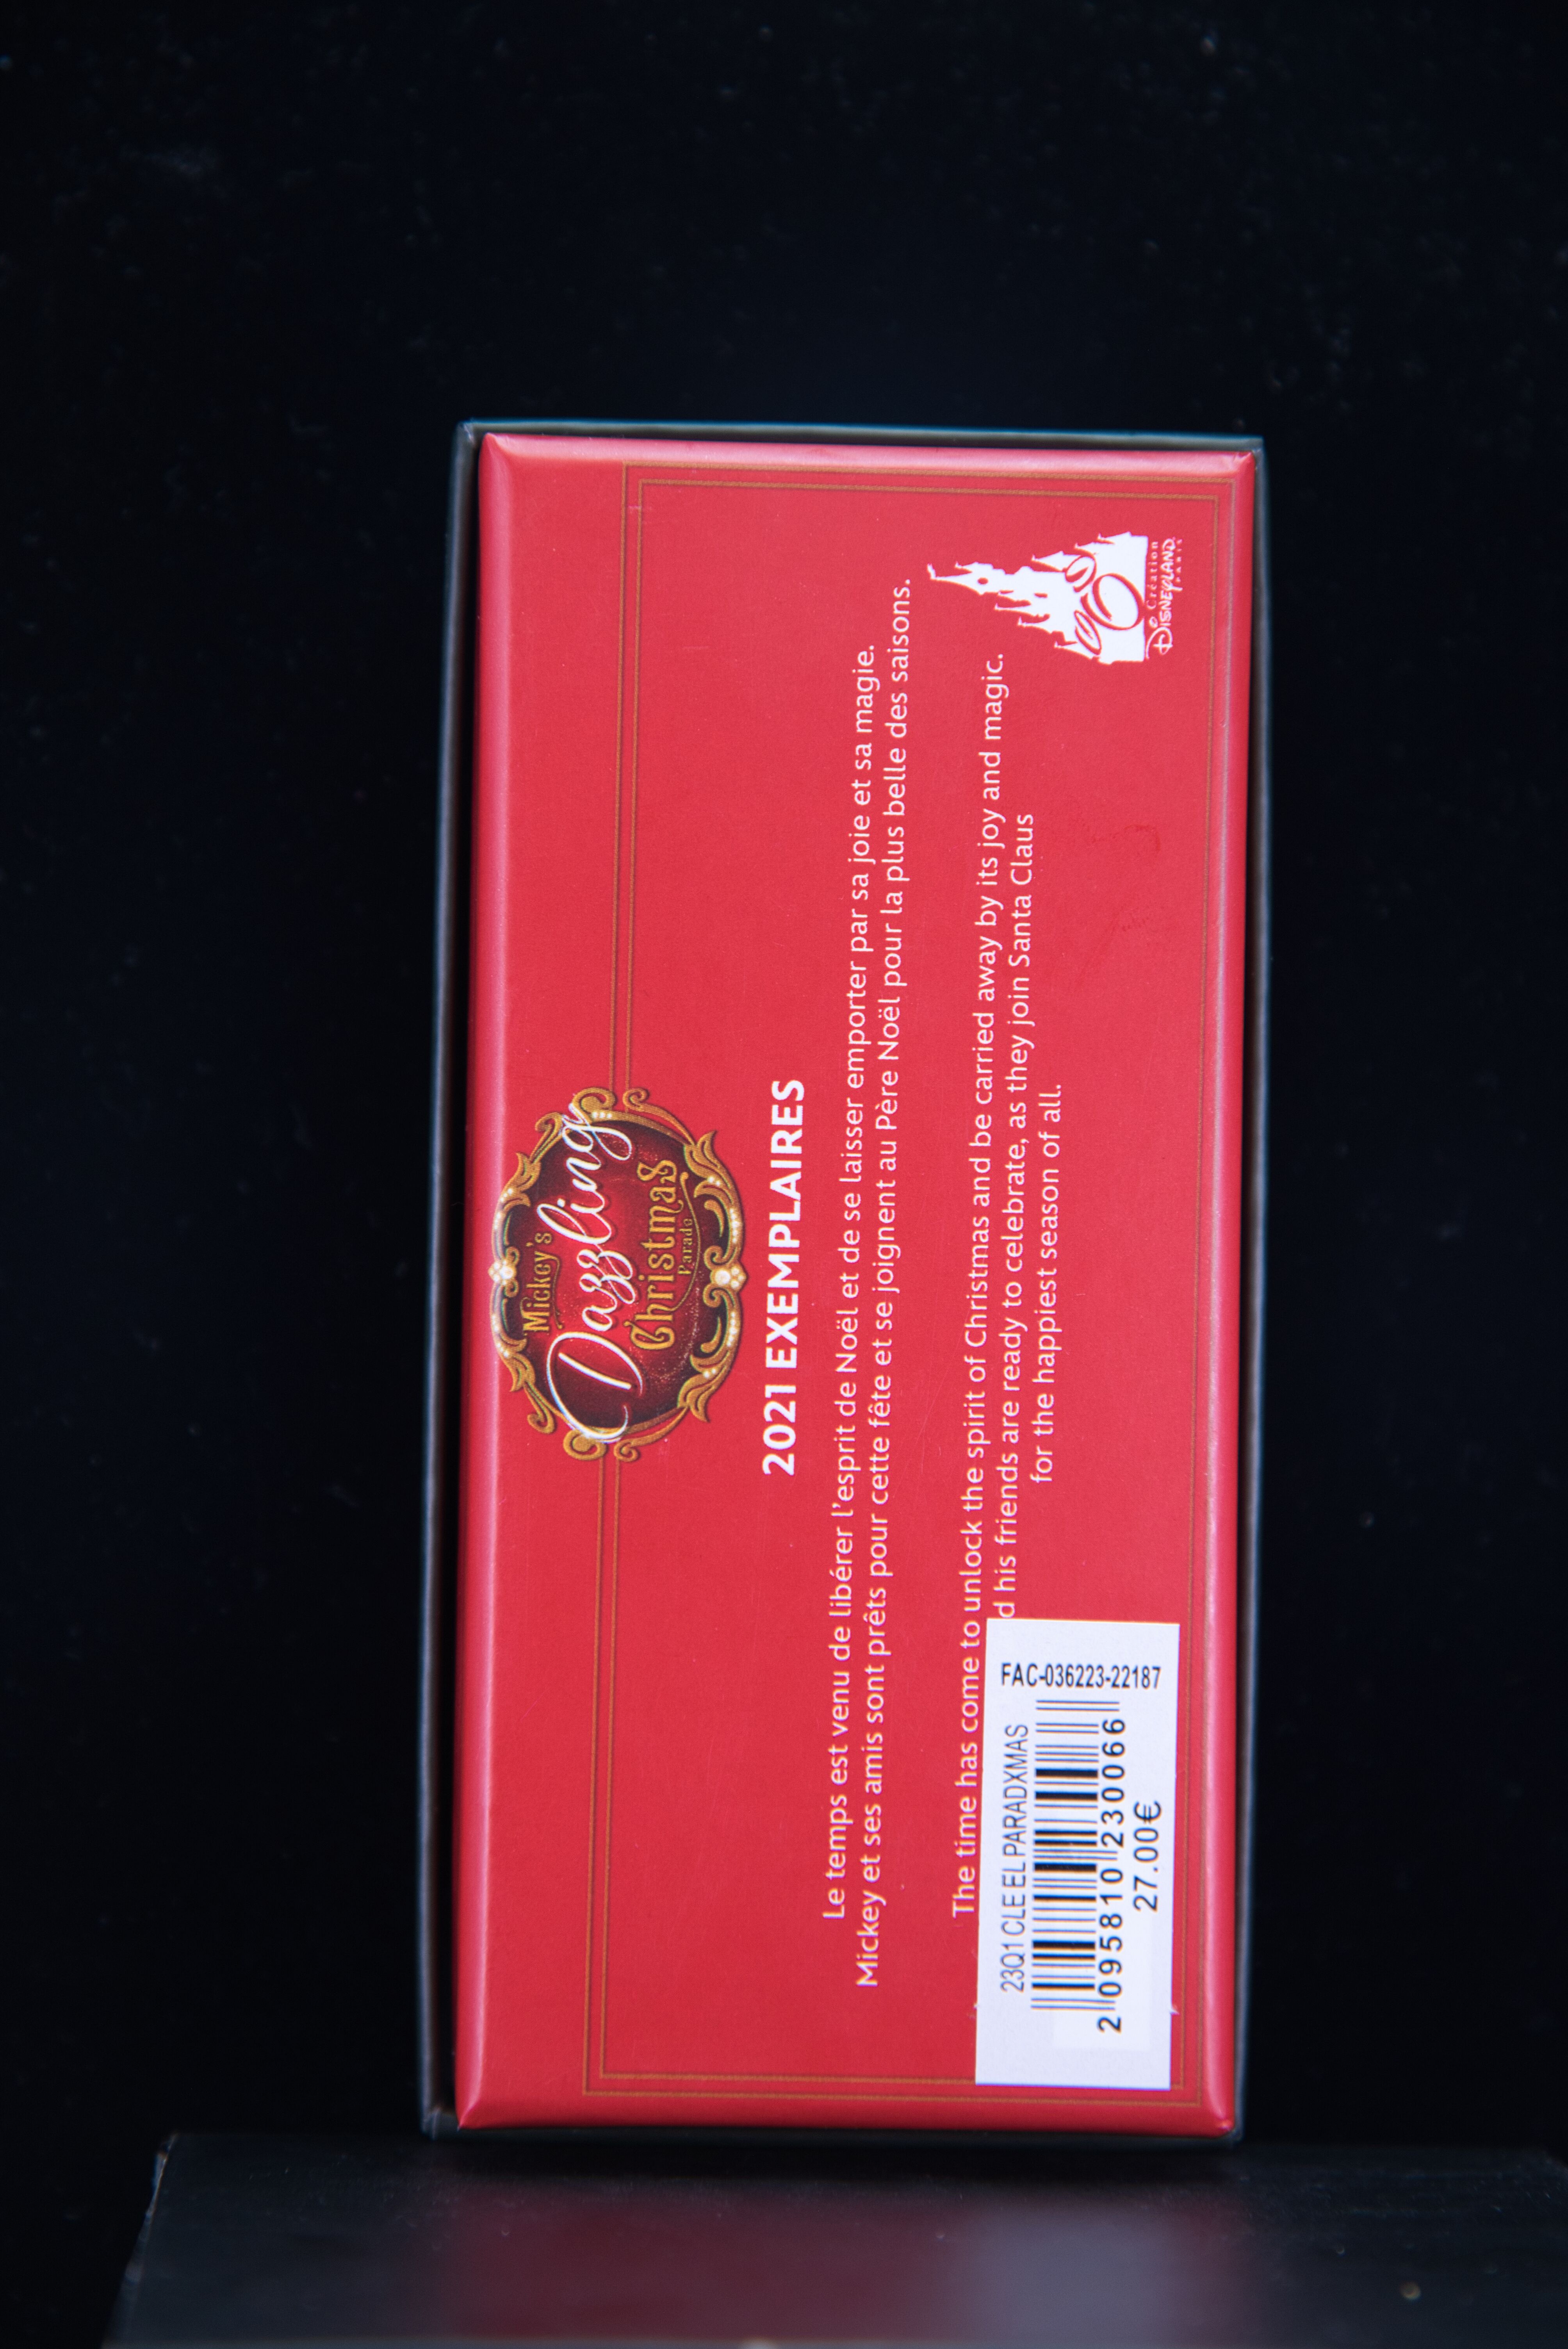 Mickey's
Dazzling
Christmas
Parade
2021 EXEMPLAIRES
Le temps est venu de libérer l'esprit de Noël et de se laisser emporter par sa joie et sa magie.
Mickey et ses amis sont prêts pour cette fête et se joignent au Père Noël pour la plus belle des saisons.
The time has come to unlock the spirit of Christmas and be carried away by its joy and magic.
d his friends are ready to celebrate, as they join Santa Claus
for the happiest season of all.
FAC-036223-22187
23Q1 CLE EL PARADXMAS
2 095810 230066
27.00€
Création
DISNEYLAND
PARIS